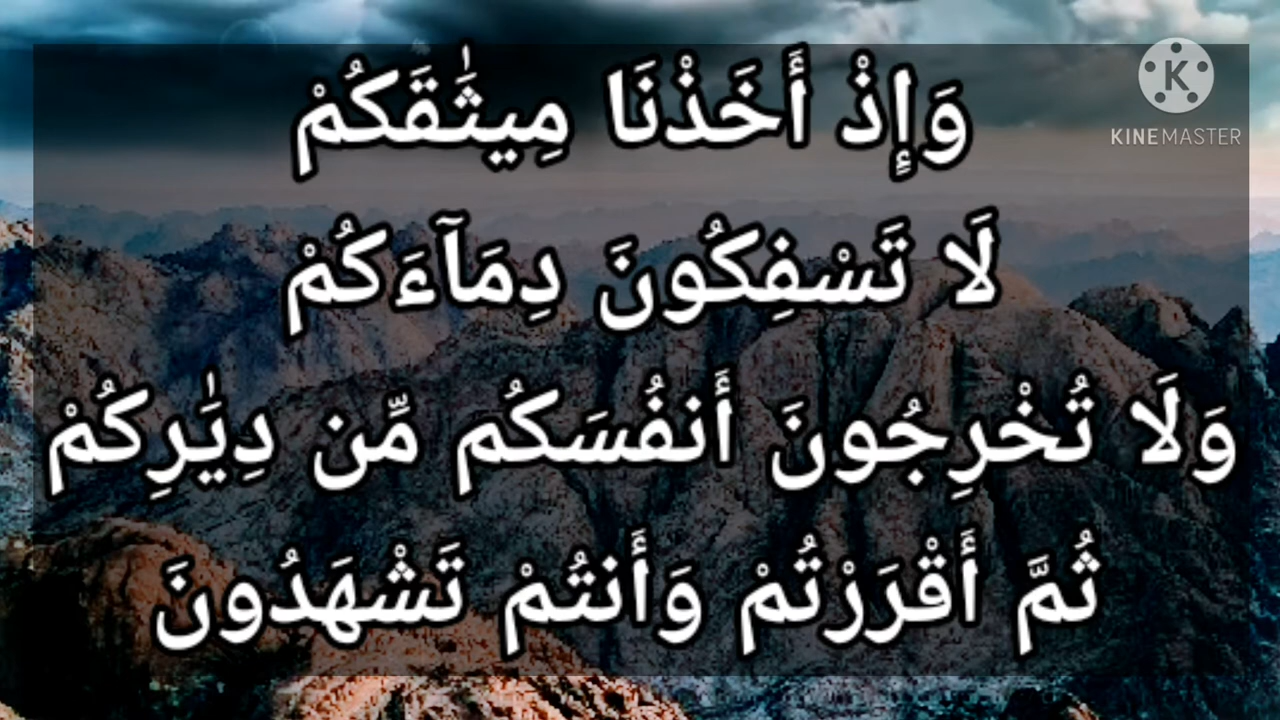 وَإِذْ أَخَذْنَا مِيثَٰقَكُمْ
لَا تَسْفِكُونَ دِمَآءَكُمْ
وَلَا تُخْرِجُونَ أَنفُسَكُم مِّن دِيَٰرِكُمْ
ثُمَّ أَقْرَرْتُمْ وَأَنتُمْ تَشْهَدُونَ
KINEMASTER